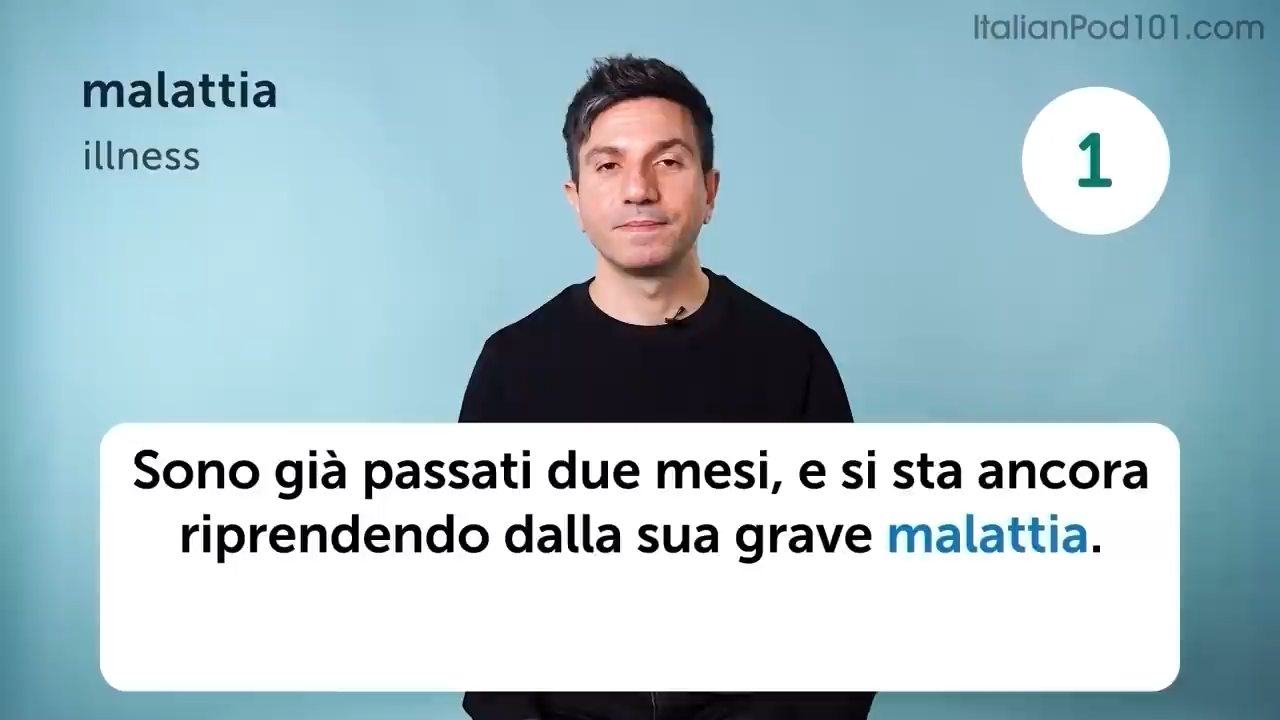 ItalianPod101.com
malattia
illness
1
Sono già passati due mesi, e si sta ancora
riprendendo dalla sua grave malattia.